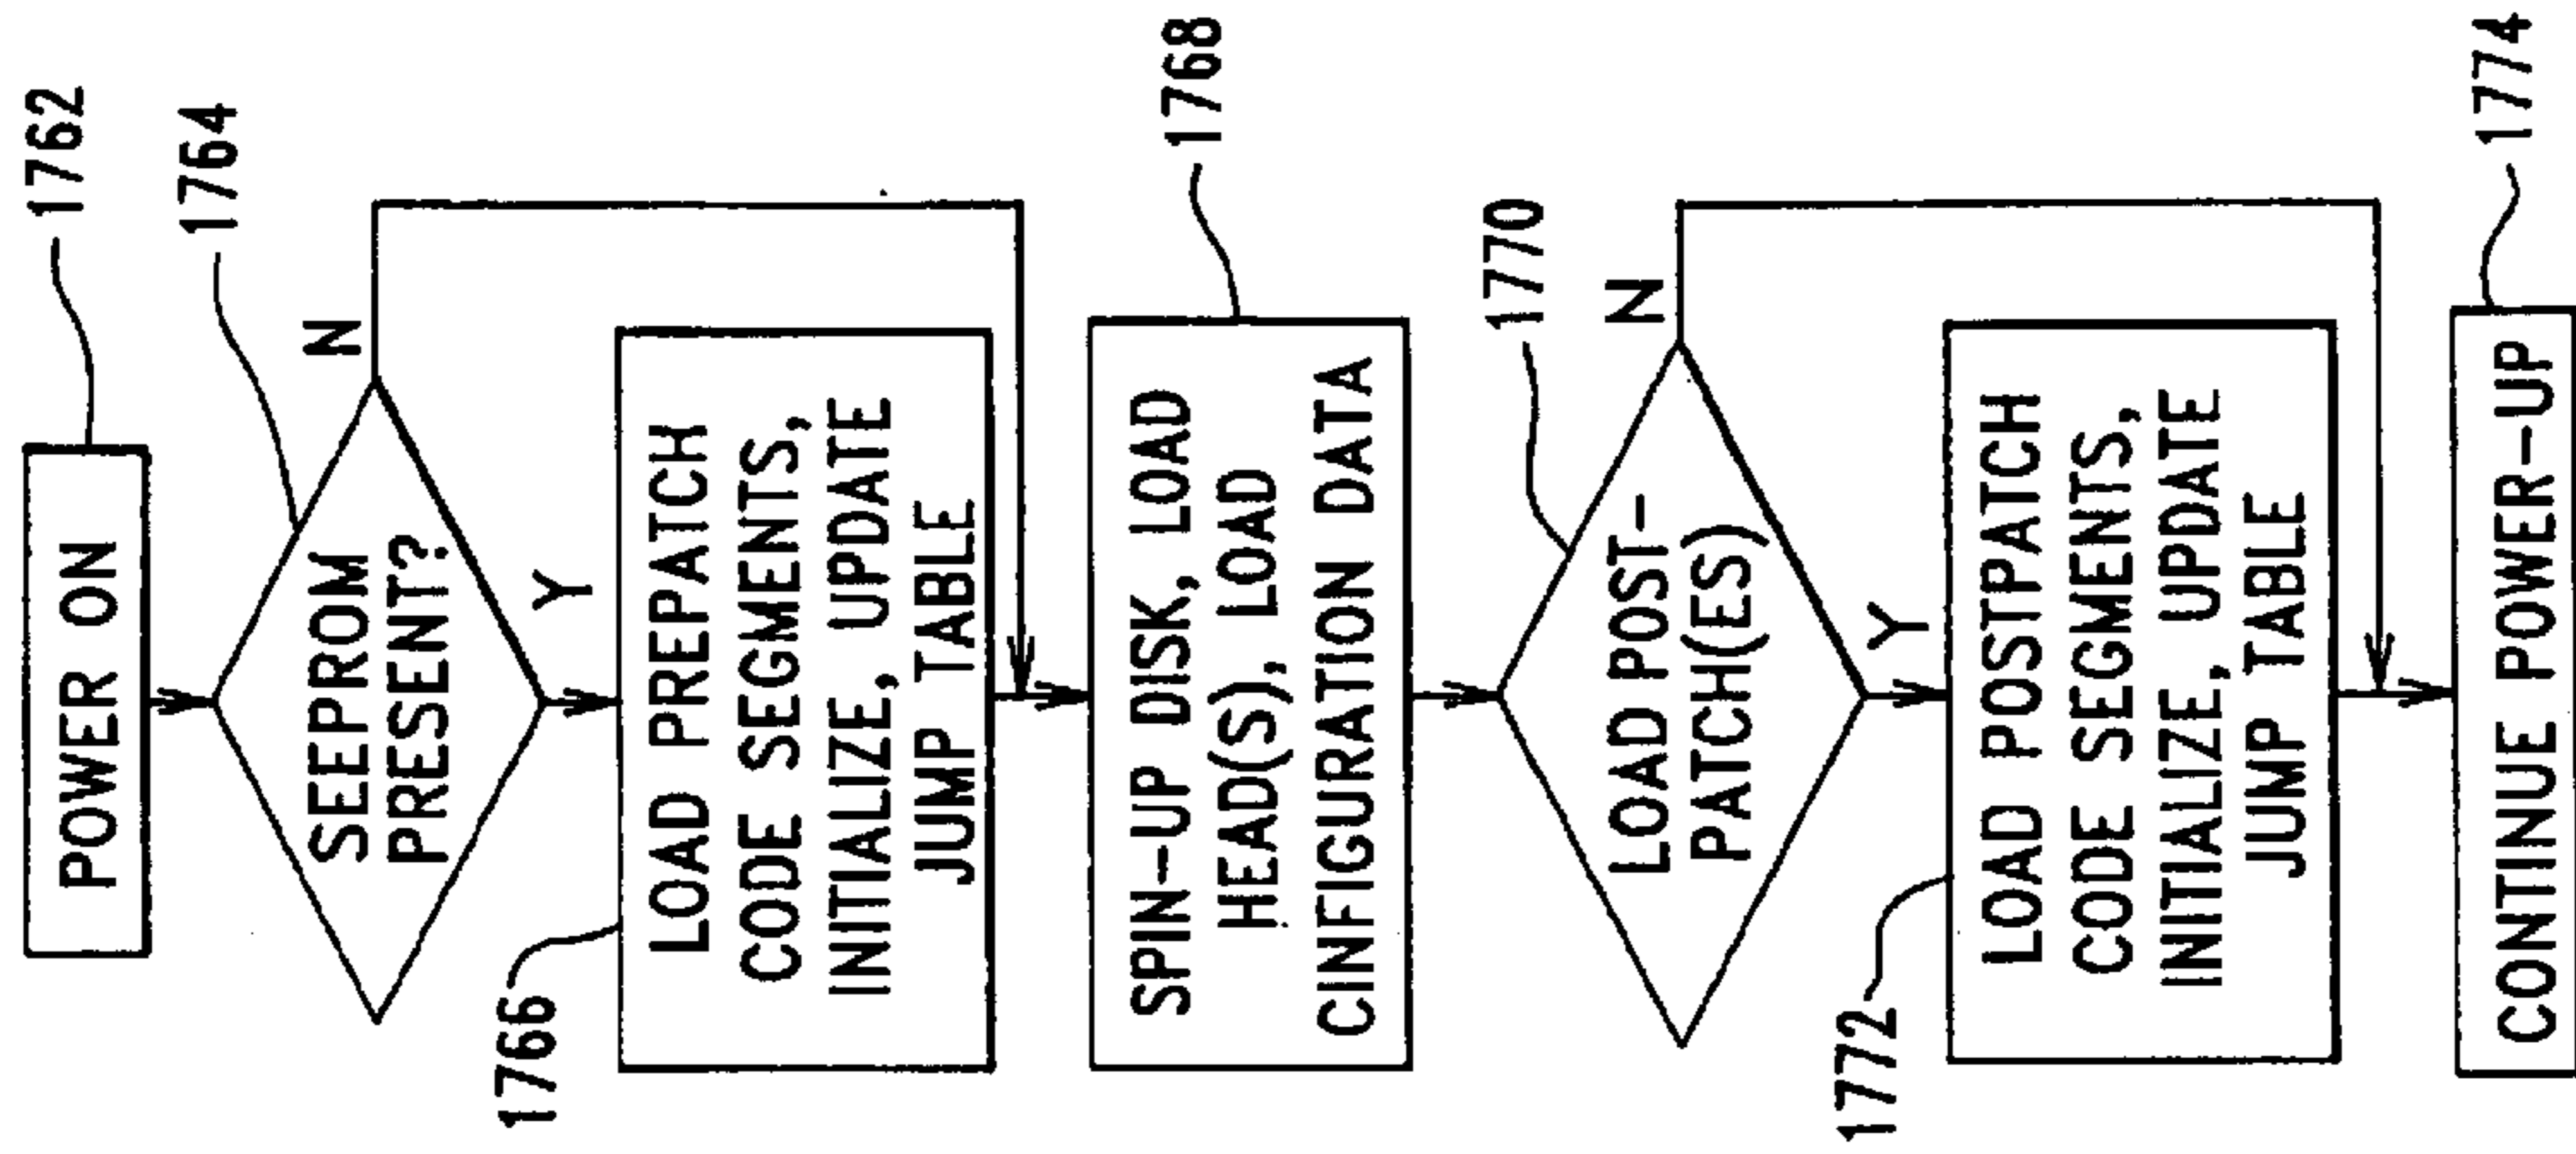 POWER ON
1762
SEEPROM
PRESENT?
1764
N
Y
LOAD PREPATCH
CODE SEGMENTS,
INITIALIZE, UPDATE
JUMP TABLE
1766
SPIN-UP DISK, LOAD
HEAD(S), LOAD
CINFIGURATION DATA
1768
LOAD POST-
PATCH(ES)
1770
N
Y
LOAD POSTPATCH
CODE SEGMENTS,
INITIALIZE, UPDATE
JUMP TABLE
1772
CONTINUE POWER-UP
1774